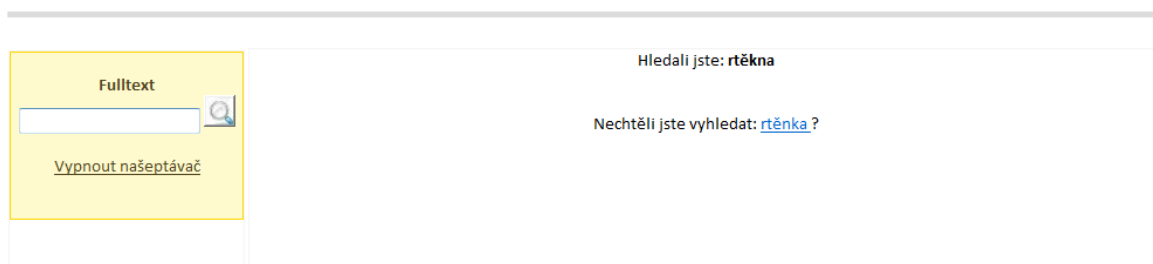 Fulltext
Vypnout našeptávač
Hledali jste: rtěkna
Nechtěli jste vyhledat: rtěnka ?